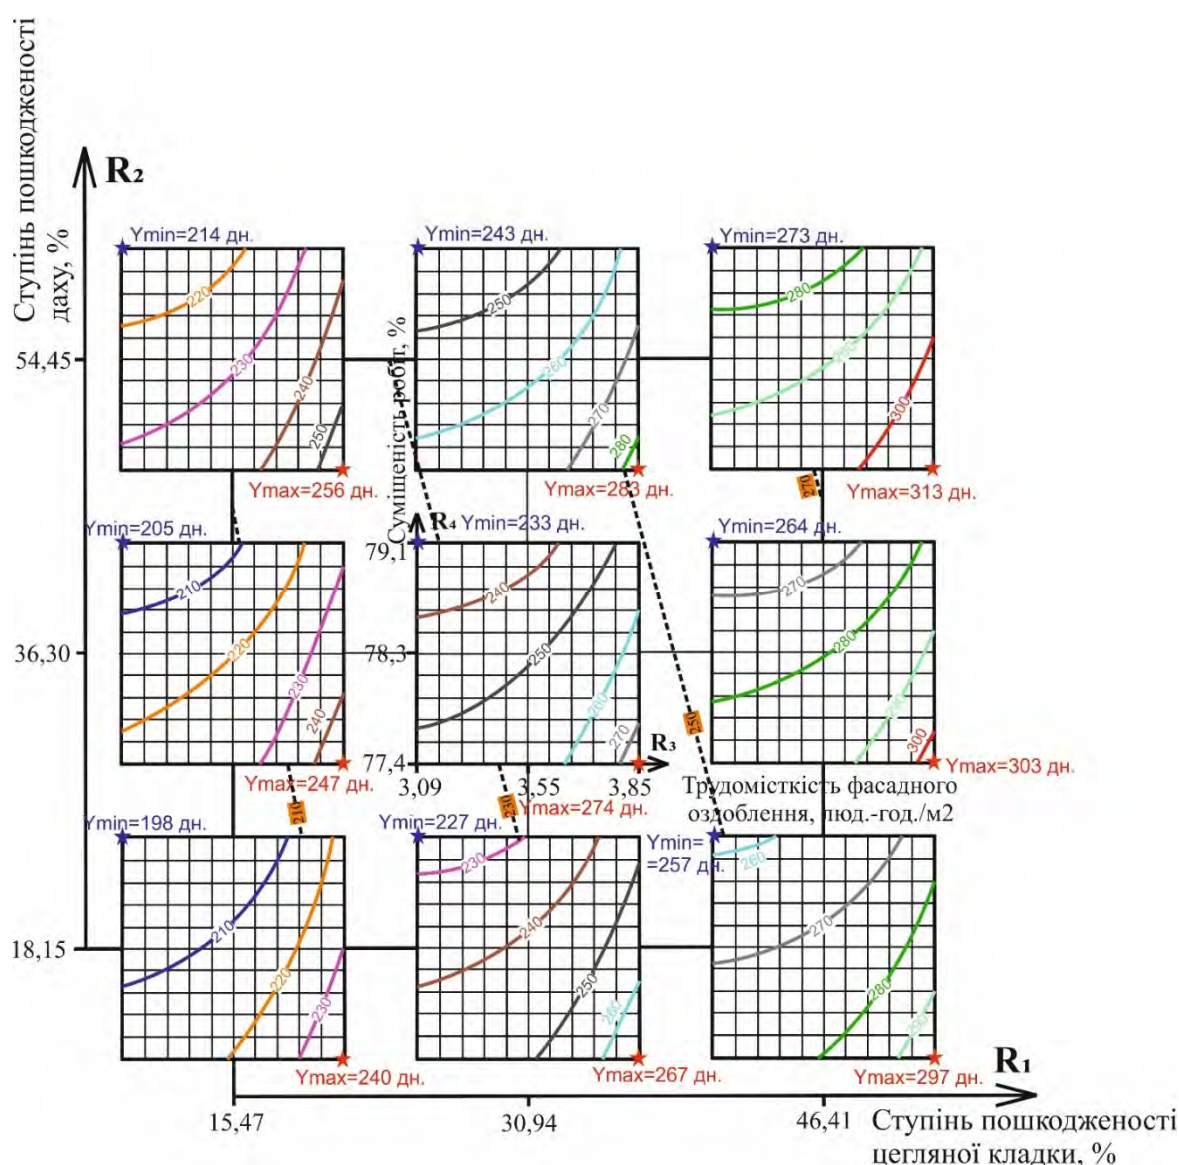 Ступінь пошкодженості
даху, %
R₂
Ymin=214 дн.
220
230
240
250
Ymax=256 дн.
Ymin=243 дн.
250
260
270
280
Ymax=283 дн.
Ymin=273 дн.
280
290
300
Ymax=313 дн.
54,45
270
Ymin=205 дн.
210
220
230
240
Ymax=247 дн.
Суміщеність робіт, %
R₄
Ymin=233 дн.
79,1
78,3
77,4
240
250
260
270
R₃
3,09
3,55
3,85
Ymax=274 дн.
Трудомісткість фасадного
оздоблення, люд.-год./м2
250
Ymin=264 дн.
270
280
290
300
Ymax=303 дн.
36,30
210
230
Ymin=198 дн.
210
220
230
Ymax=240 дн.
Ymin=227 дн.
230
240
250
260
Ymax=267 дн.
Ymin=
=257 дн.
260
270
280
290
Ymax=297 дн.
18,15
R₁
15,47
30,94
46,41
Ступінь пошкодженості
цегляної кладки, %